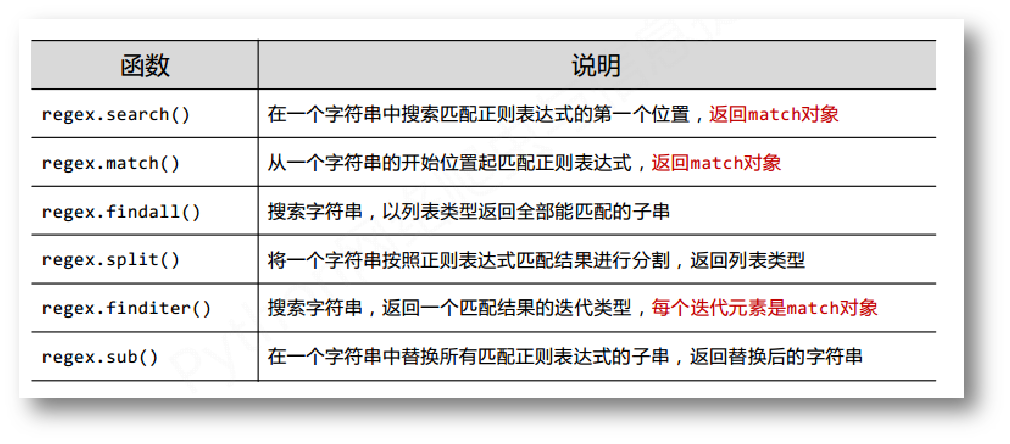 函数 说明
regex.search() 在一个字符串中搜索匹配正则表达式的第一个位置，返回match对象
regex.match() 从一个字符串的开始位置起匹配正则表达式，返回match对象
regex.findall() 搜索字符串，以列表类型返回全部能匹配的子串
regex.split() 将一个字符串按照正则表达式匹配结果进行分割，返回列表类型
regex.finditer() 搜索字符串，返回一个匹配结果的迭代类型，每个迭代元素是match对象
regex.sub() 在一个字符串中替换所有匹配正则表达式的子串，返回替换后的字符串